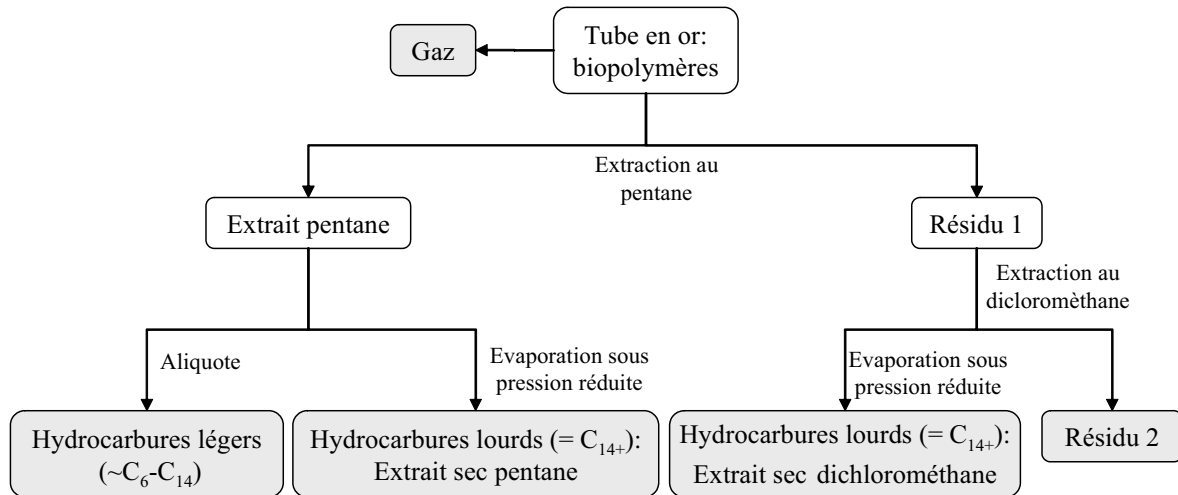 Gaz
Tube en or:
biopolymères
Extraction au
pentane
Extrait pentane
Résidu 1
Extraction au
dicloromèthane
Aliquote
Evaporation sous
pression réduite
Evaporation sous
pression réduite
Hydrocarbures légers
(~C6-C14)
Hydrocarbures lourds (= C14+):
Extrait sec pentane
Hydrocarbures lourds (= C14+):
Extrait sec dichlorométhane
Résidu 2